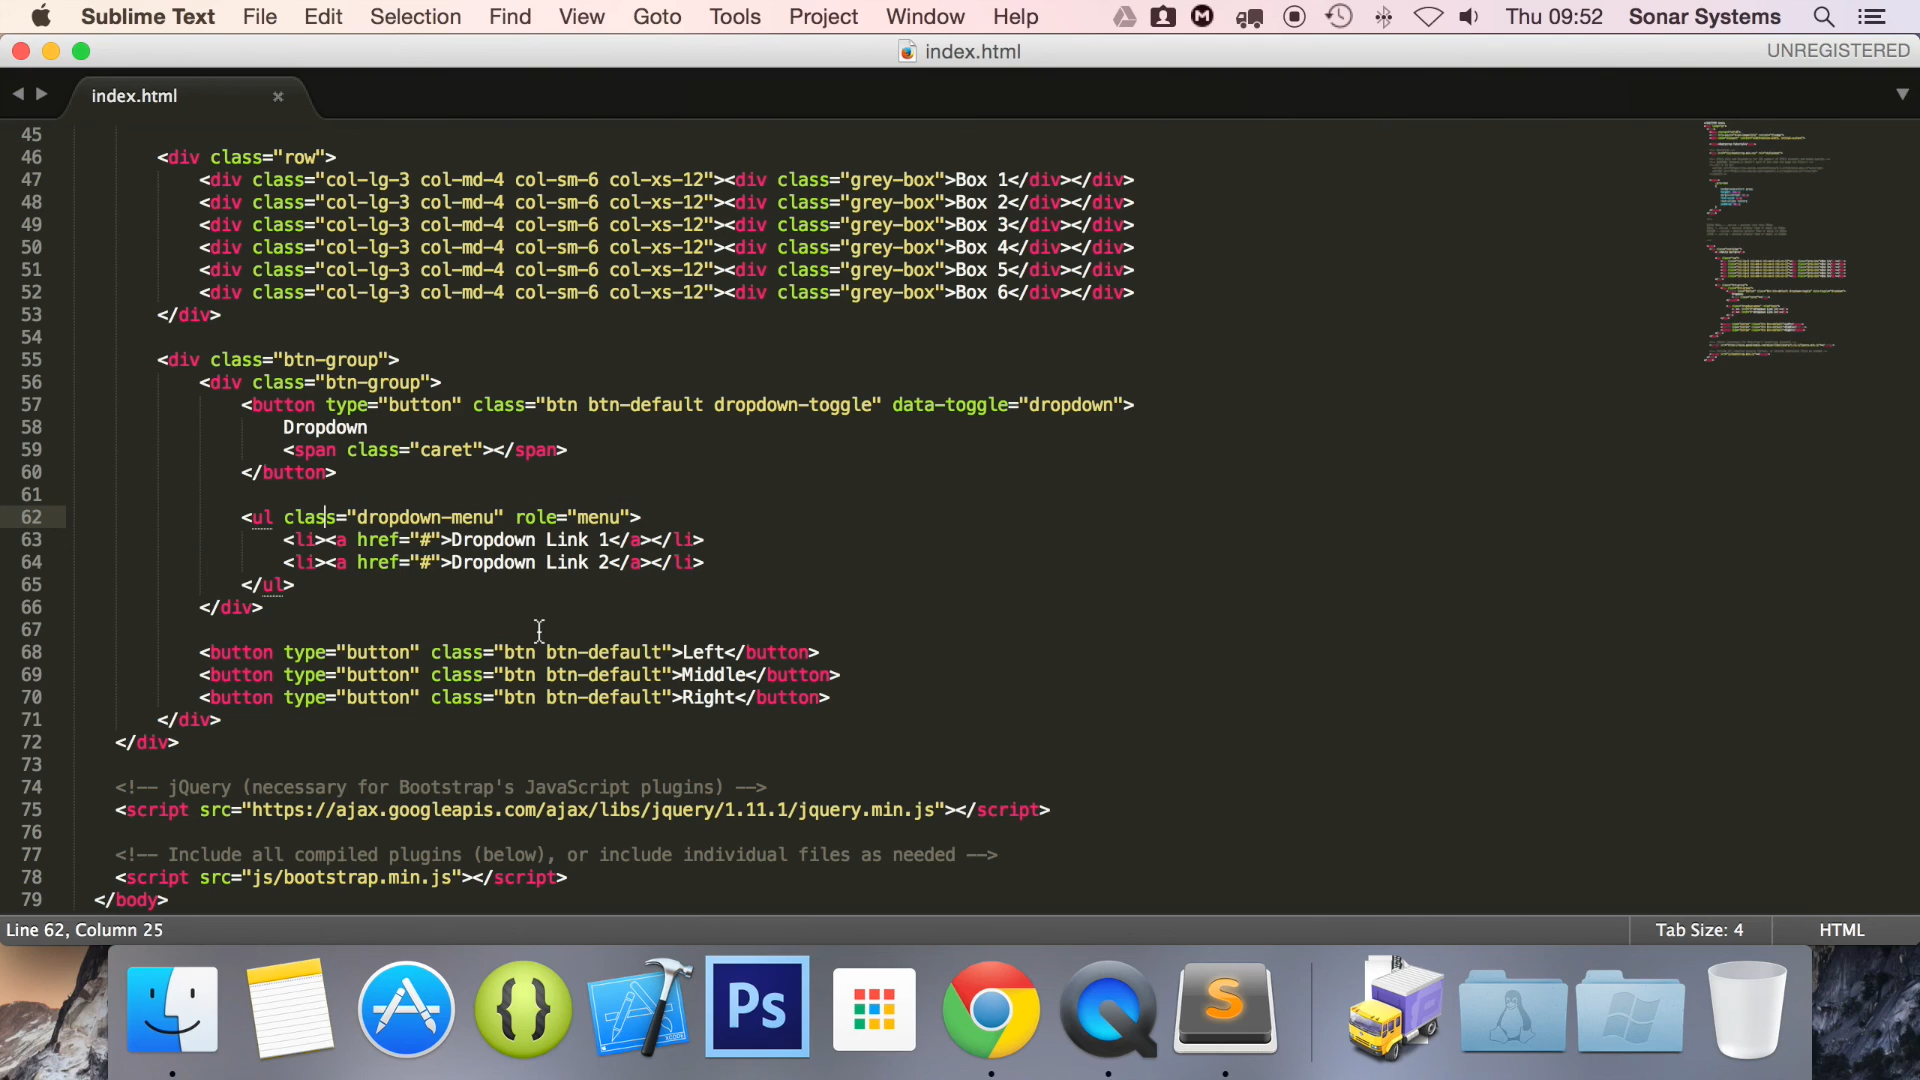 Sublime Text File Edit Selection Find View Goto Tools Project Window Help Thu 09:52 Sonar Systems
index.html UNREGISTERED
index.html
45
46 <div class="row">
47 <div class="col-lg-3 col-md-4 col-sm-6 col-xs-12"><div class="grey-box">Box 1</div></div>
48 <div class="col-lg-3 col-md-4 col-sm-6 col-xs-12"><div class="grey-box">Box 2</div></div>
49 <div class="col-lg-3 col-md-4 col-sm-6 col-xs-12"><div class="grey-box">Box 3</div></div>
50 <div class="col-lg-3 col-md-4 col-sm-6 col-xs-12"><div class="grey-box">Box 4</div></div>
51 <div class="col-lg-3 col-md-4 col-sm-6 col-xs-12"><div class="grey-box">Box 5</div></div>
52 <div class="col-lg-3 col-md-4 col-sm-6 col-xs-12"><div class="grey-box">Box 6</div></div>
53 </div>
54
55 <div class="btn-group">
56 <div class="btn-group">
57 <button type="button" class="btn btn-default dropdown-toggle" data-toggle="dropdown">
58 Dropdown
59 <span class="caret"></span>
60 </button>
61
62 <ul class="dropdown-menu" role="menu">
63 <li><a href="#">Dropdown Link 1</a></li>
64 <li><a href="#">Dropdown Link 2</a></li>
65 </ul>
66 </div>
67
68 <button type="button" class="btn btn-default">Left</button>
69 <button type="button" class="btn btn-default">Middle</button>
70 <button type="button" class="btn btn-default">Right</button>
71 </div>
72 </div>
73
74 <!-- jQuery (necessary for Bootstrap's JavaScript plugins) -->
75 <script src="https://ajax.googleapis.com/ajax/libs/jquery/1.11.1/jquery.min.js"></script>
76
77 <!-- Include all compiled plugins (below), or include individual files as needed -->
78 <script src="js/bootstrap.min.js"></script>
79 </body>
Line 62, Column 25 Tab Size: 4 HTML
{} XCODE Ps S